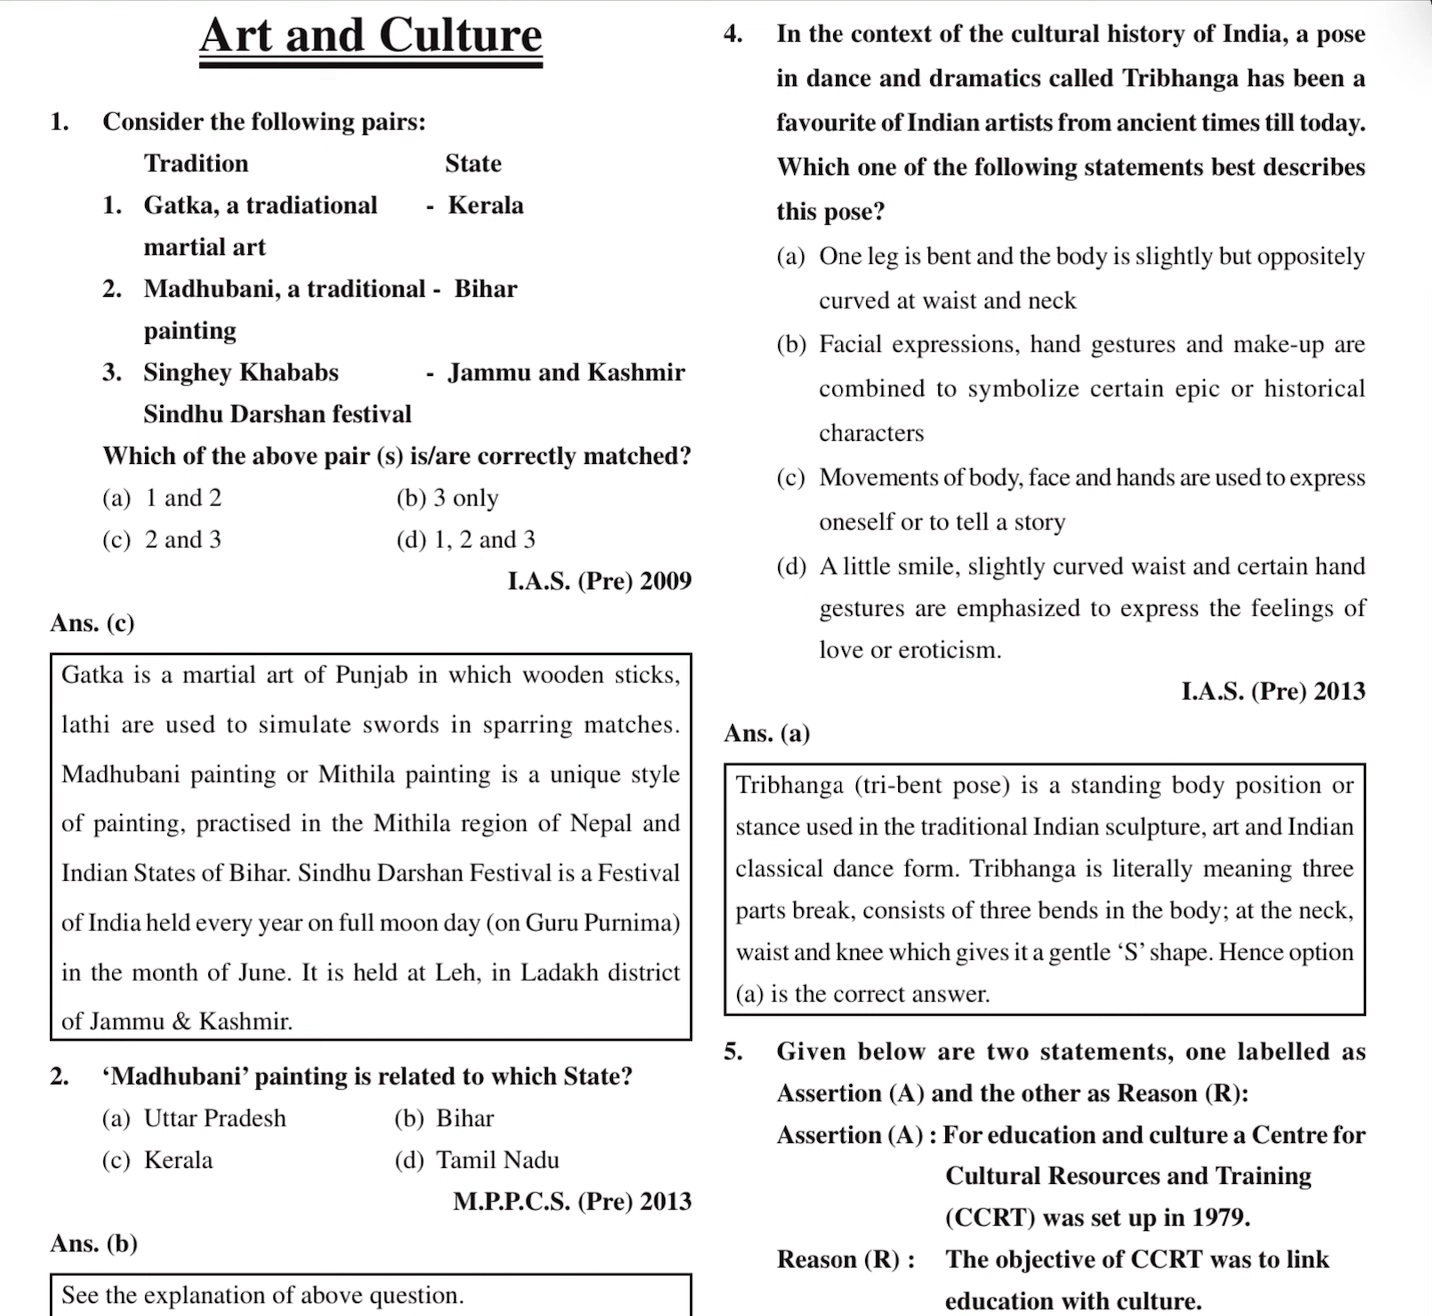 Art and Culture
1. Consider the following pairs:
Tradition State
1. Gatka, a tradiational - Kerala
martial art
2. Madhubani, a traditional - Bihar
painting
3. Singhey Khababs - Jammu and Kashmir
Sindhu Darshan festival
Which of the above pair (s) is/are correctly matched?
(a) 1 and 2 (b) 3 only
(c) 2 and 3 (d) 1, 2 and 3
I.A.S. (Pre) 2009
Ans. (c)
Gatka is a martial art of Punjab in which wooden sticks,
lathi are used to simulate swords in sparring matches.
Madhubani painting or Mithila painting is a unique style
of painting, practised in the Mithila region of Nepal and
Indian States of Bihar. Sindhu Darshan Festival is a Festival
of India held every year on full moon day (on Guru Purnima)
in the month of June. It is held at Leh, in Ladakh district
of Jammu & Kashmir.
2. ‘Madhubani’ painting is related to which State?
(a) Uttar Pradesh (b) Bihar
(c) Kerala (d) Tamil Nadu
M.P.P.C.S. (Pre) 2013
Ans. (b)
See the explanation of above question.
4. In the context of the cultural history of India, a pose
in dance and dramatics called Tribhanga has been a
favourite of Indian artists from ancient times till today.
Which one of the following statements best describes
this pose?
(a) One leg is bent and the body is slightly but oppositely
curved at waist and neck
(b) Facial expressions, hand gestures and make-up are
combined to symbolize certain epic or historical
characters
(c) Movements of body, face and hands are used to express
oneself or to tell a story
(d) A little smile, slightly curved waist and certain hand
gestures are emphasized to express the feelings of
love or eroticism.
I.A.S. (Pre) 2013
Ans. (a)
Tribhanga (tri-bent pose) is a standing body position or
stance used in the traditional Indian sculpture, art and Indian
classical dance form. Tribhanga is literally meaning three
parts break, consists of three bends in the body; at the neck,
waist and knee which gives it a gentle ‘S’ shape. Hence option
(a) is the correct answer.
5. Given below are two statements, one labelled as
Assertion (A) and the other as Reason (R):
Assertion (A) : For education and culture a Centre for
Cultural Resources and Training
(CCRT) was set up in 1979.
Reason (R) : The objective of CCRT was to link
education with culture.